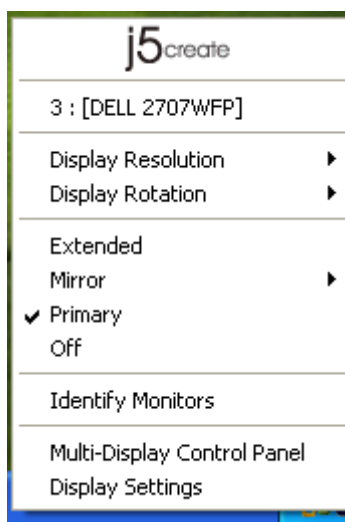 j5create
3 : [DELL 2707WFP]
Display Resolution
Display Rotation
Extended
Mirror
Primary
Off
Identify Monitors
Multi-Display Control Panel
Display Settings